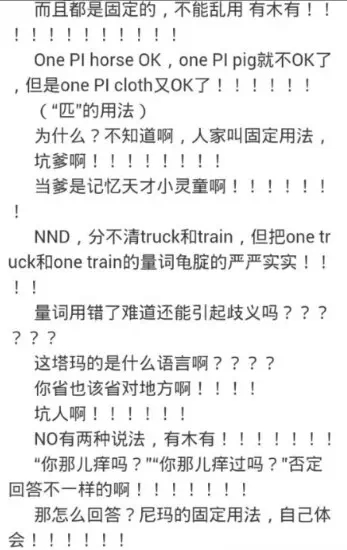 而且都是固定的，不能乱用 有木有！！
！！！！！！！！！！
One PI horse OK，one PI pig就不OK了
，但是one PI cloth又OK了！！！！！！
（“匹”的用法）
为什么？不知道啊，人家叫固定用法，
坑爹啊！！！！！！！！
当爹是记忆天才小灵童啊！！！！！！
！
NND，分不清truck和train，但把one tr
uck和one train的量词龟腚的严严实实！！
！！
量词用错了难道还能引起歧义吗？？？
？？？
这塔玛的是什么语言啊？？？？
你省也该省对地方啊！！！！
坑人啊！！！！！！
NO有两种说法，有木有！！！！！！！
“你那儿痒吗？”“你那儿痒过吗？”否定
回答不一样的啊！！！！！！！
那怎么回答？尼玛的固定用法，自己体
会！！！！！！